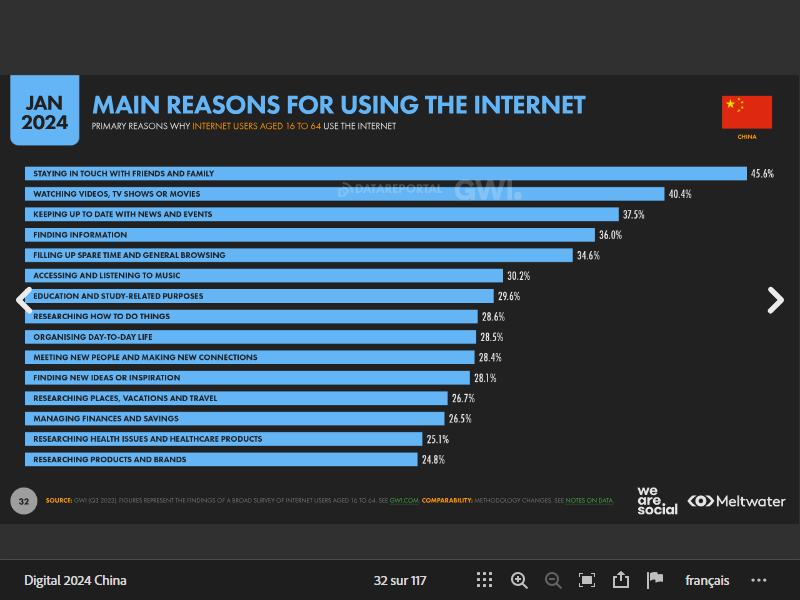 JAN
2024
MAIN REASONS FOR USING THE INTERNET
PRIMARY REASONS WHY INTERNET USERS AGED 16 TO 64 USE THE INTERNET
CHINA
DATAREPORTAL GWI.
STAYING IN TOUCH WITH FRIENDS AND FAMILY 45.6%
WATCHING VIDEOS, TV SHOWS OR MOVIES 40.4%
KEEPING UP TO DATE WITH NEWS AND EVENTS 37.5%
FINDING INFORMATION 36.0%
FILLING UP SPARE TIME AND GENERAL BROWSING 34.6%
ACCESSING AND LISTENING TO MUSIC 30.2%
EDUCATION AND STUDY-RELATED PURPOSES 29.6%
RESEARCHING HOW TO DO THINGS 28.6%
ORGANISING DAY-TO-DAY LIFE 28.5%
MEETING NEW PEOPLE AND MAKING NEW CONNECTIONS 28.4%
FINDING NEW IDEAS OR INSPIRATION 28.1%
RESEARCHING PLACES, VACATIONS AND TRAVEL 26.7%
MANAGING FINANCES AND SAVINGS 26.5%
RESEARCHING HEALTH ISSUES AND HEALTHCARE PRODUCTS 25.1%
RESEARCHING PRODUCTS AND BRANDS 24.8%
32
SOURCE: GWI (Q3 2023). FIGURES REPRESENT THE FINDINGS OF A BROAD SURVEY OF INTERNET USERS AGED 16 TO 64. SEE GWI.COM. COMPARABILITY: METHODOLOGY CHANGES. SEE NOTES ON DATA.
we
are.
social
Meltwater
Digital 2024 China
32 sur 117
français